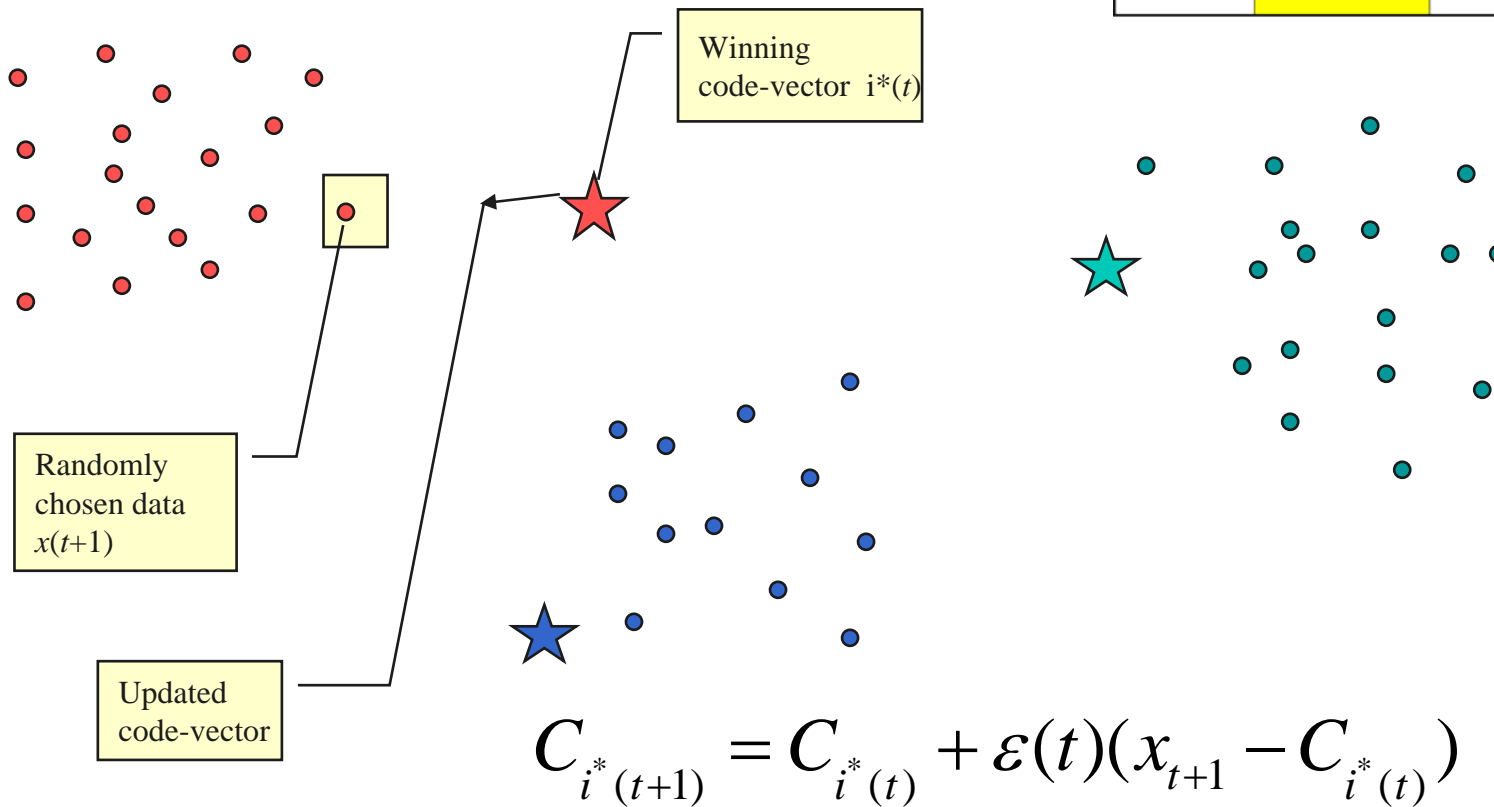 Winning
code-vector i*(t)
Randomly
chosen data
x(t+1)
Updated
code-vector
C_{i^*(t+1)} = C_{i^*(t)} + ε(t)(x_{t+1} − C_{i^*(t)})